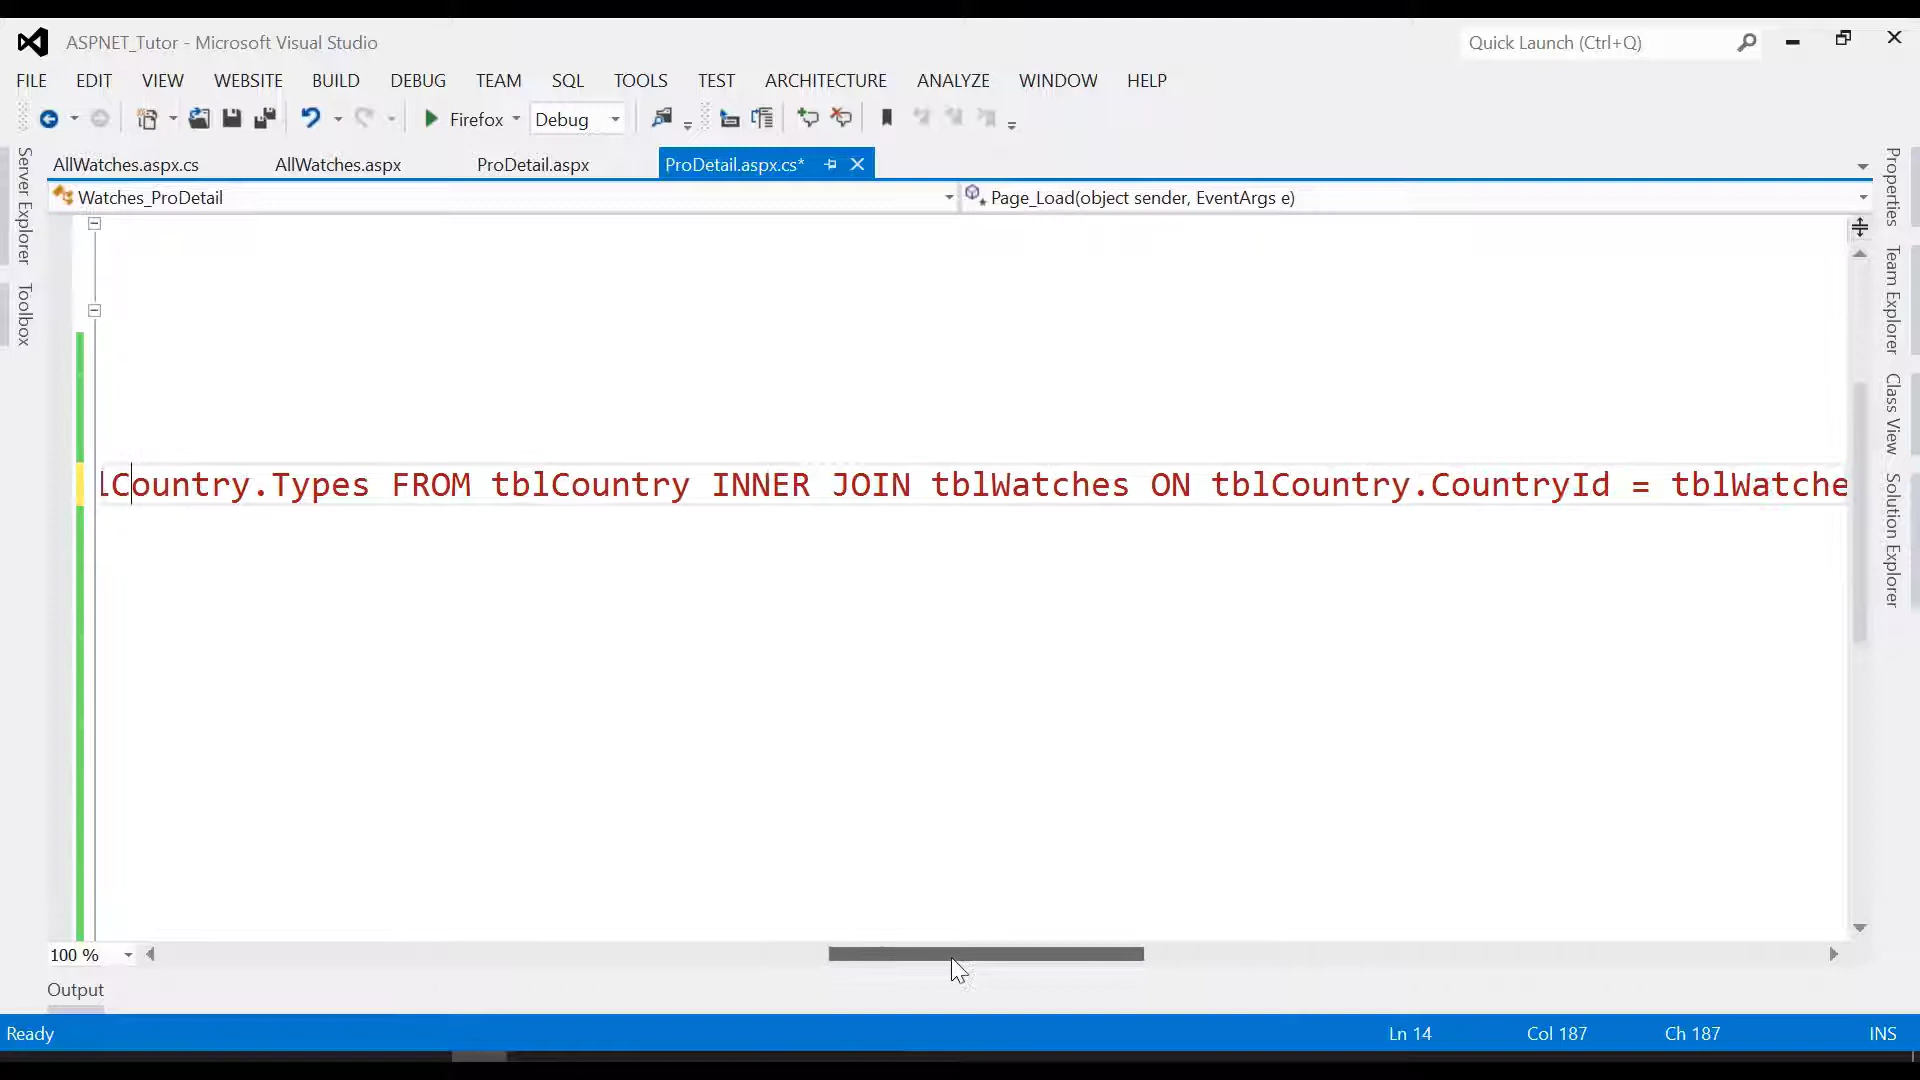 ASPNET_Tutor - Microsoft Visual Studio
Quick Launch (Ctrl+Q)
FILE EDIT VIEW WEBSITE BUILD DEBUG TEAM SQL TOOLS TEST ARCHITECTURE ANALYZE WINDOW HELP
Firefox Debug
AllWatches.aspx.cs AllWatches.aspx ProDetail.aspx ProDetail.aspx.cs*
Watches_ProDetail Page_Load(object sender, EventArgs e)
Server Explorer
Toolbox
lCountry.Types FROM tblCountry INNER JOIN tblWatches ON tblCountry.CountryId = tblWatche
Properties
Team Explorer
Class View
Solution Explorer
100 %
Output
Ready Ln 14 Col 187 Ch 187 INS